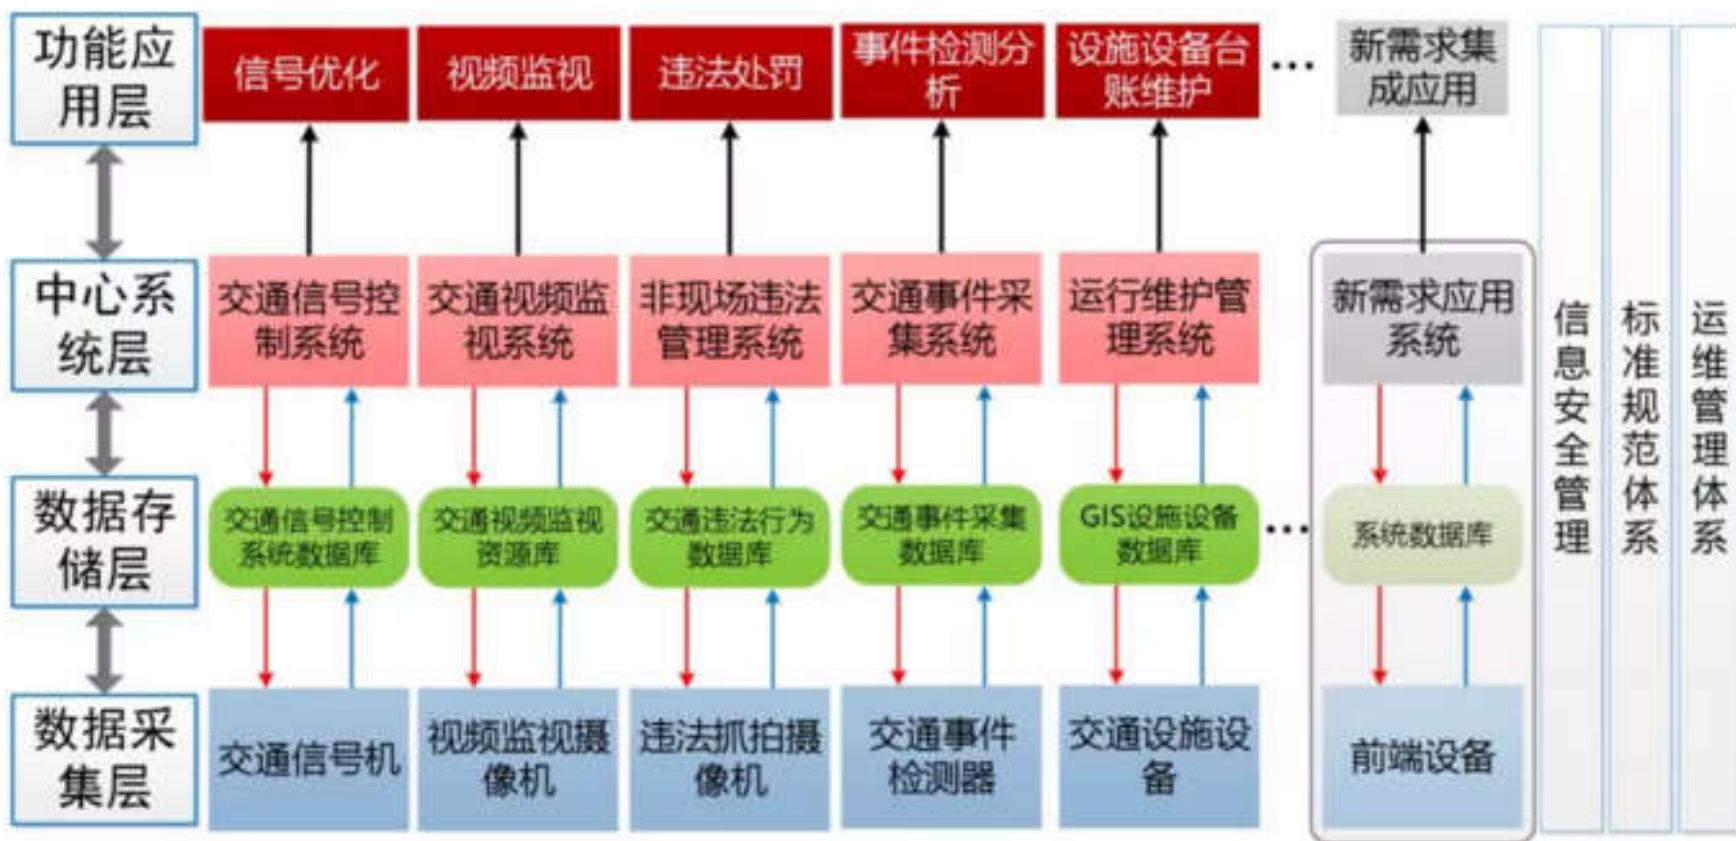 功能应
用层
信号优化
视频监视
违法处罚
事件检测分
析
设施设备台
账维护
...
新需求集
成应用
中心系
统层
交通信号控
制系统
交通视频监
视系统
非现场违法
管理系统
交通事件采
集系统
运行维护管
理系统
新需求应用
系统
数据存
储层
交通信号控制
系统数据库
交通视频监视
资源库
交通违法行为
数据库
交通事件采集
数据库
GIS设施设备
数据库
...
系统数据库
数据采
集层
交通信号机
视频监视摄
像机
违法抓拍摄
像机
交通事件
检测器
交通设施设
备
前端设备
信息安全管理
标准规范体系
运维管理体系